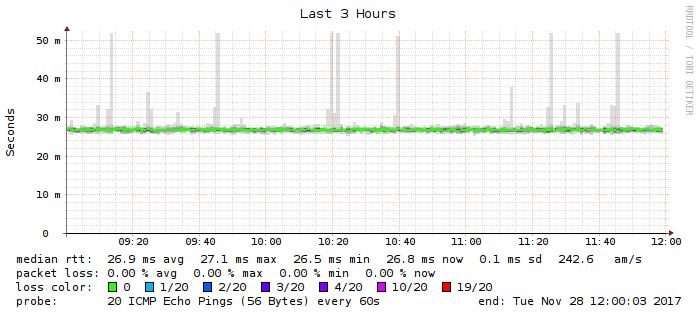 Last 3 Hours
RRDTOOL / TOBI OETIKER
Seconds
50 m
40 m
30 m
20 m
10 m
0
09:20 09:40 10:00 10:20 10:40 11:00 11:20 11:40 12:00
median rtt: 26.9 ms avg 27.1 ms max 26.5 ms min 26.8 ms now 0.1 ms sd 242.6 am/s
packet loss: 0.00 % avg 0.00 % max 0.00 % min 0.00 % now
loss color: 0 1/20 2/20 3/20 4/20 10/20 19/20
probe: 20 ICMP Echo Pings (56 Bytes) every 60s end: Tue Nov 28 12:00:03 2017